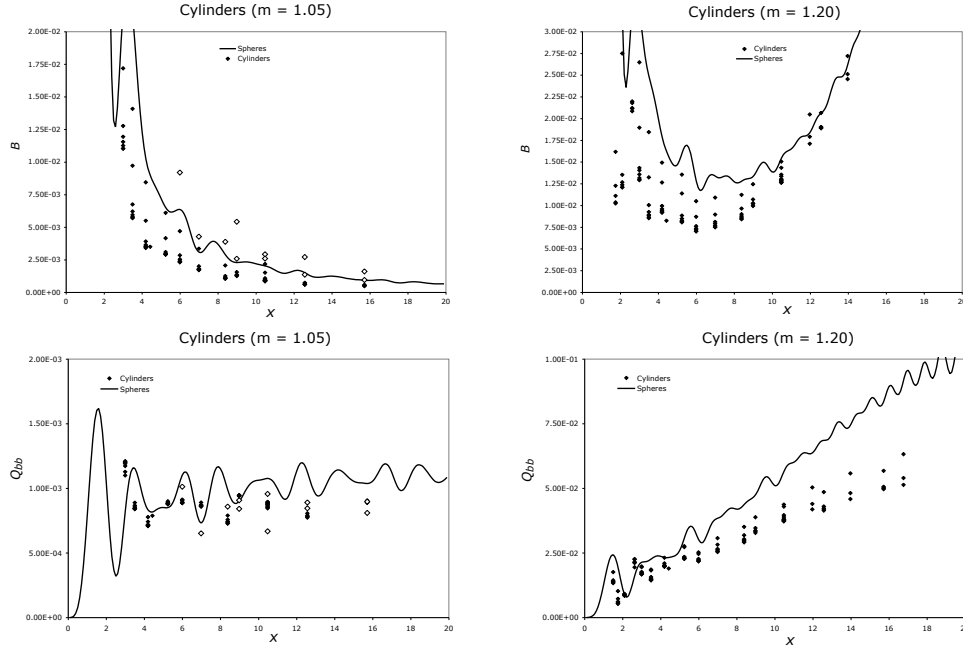 Cylinders (m = 1.05)
2.00E-02
1.75E-02
1.50E-02
1.25E-02
1.00E-02
7.50E-03
5.00E-03
2.50E-03
0.00E+00
B
Spheres
Cylinders
0 2 4 6 8 10 12 14 16 18 20
X
Cylinders (m = 1.20)
3.00E-02
2.75E-02
2.50E-02
2.25E-02
2.00E-02
1.75E-02
1.50E-02
1.25E-02
1.00E-02
7.50E-03
5.00E-03
2.50E-03
0.00E+00
B
Cylinders
Spheres
0 2 4 6 8 10 12 14 16 18 20
X
Cylinders (m = 1.05)
2.00E-03
1.50E-03
1.00E-03
5.00E-04
0.00E+00
Qbb
Cylinders
Spheres
0 2 4 6 8 10 12 14 16 18 20
X
Cylinders (m = 1.20)
1.00E-01
7.50E-02
5.00E-02
2.50E-02
0.00E+00
Qbb
Cylinders
Spheres
0 2 4 6 8 10 12 14 16 18 20
X